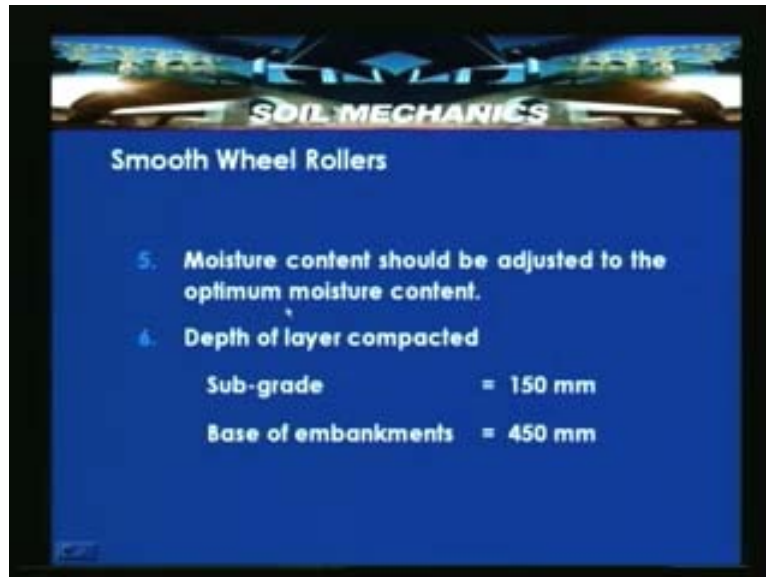 SOIL MECHANICS
Smooth Wheel Rollers
5. Moisture content should be adjusted to the
optimum moisture content.
6. Depth of layer compacted
Sub-grade = 150 mm
Base of embankments = 450 mm